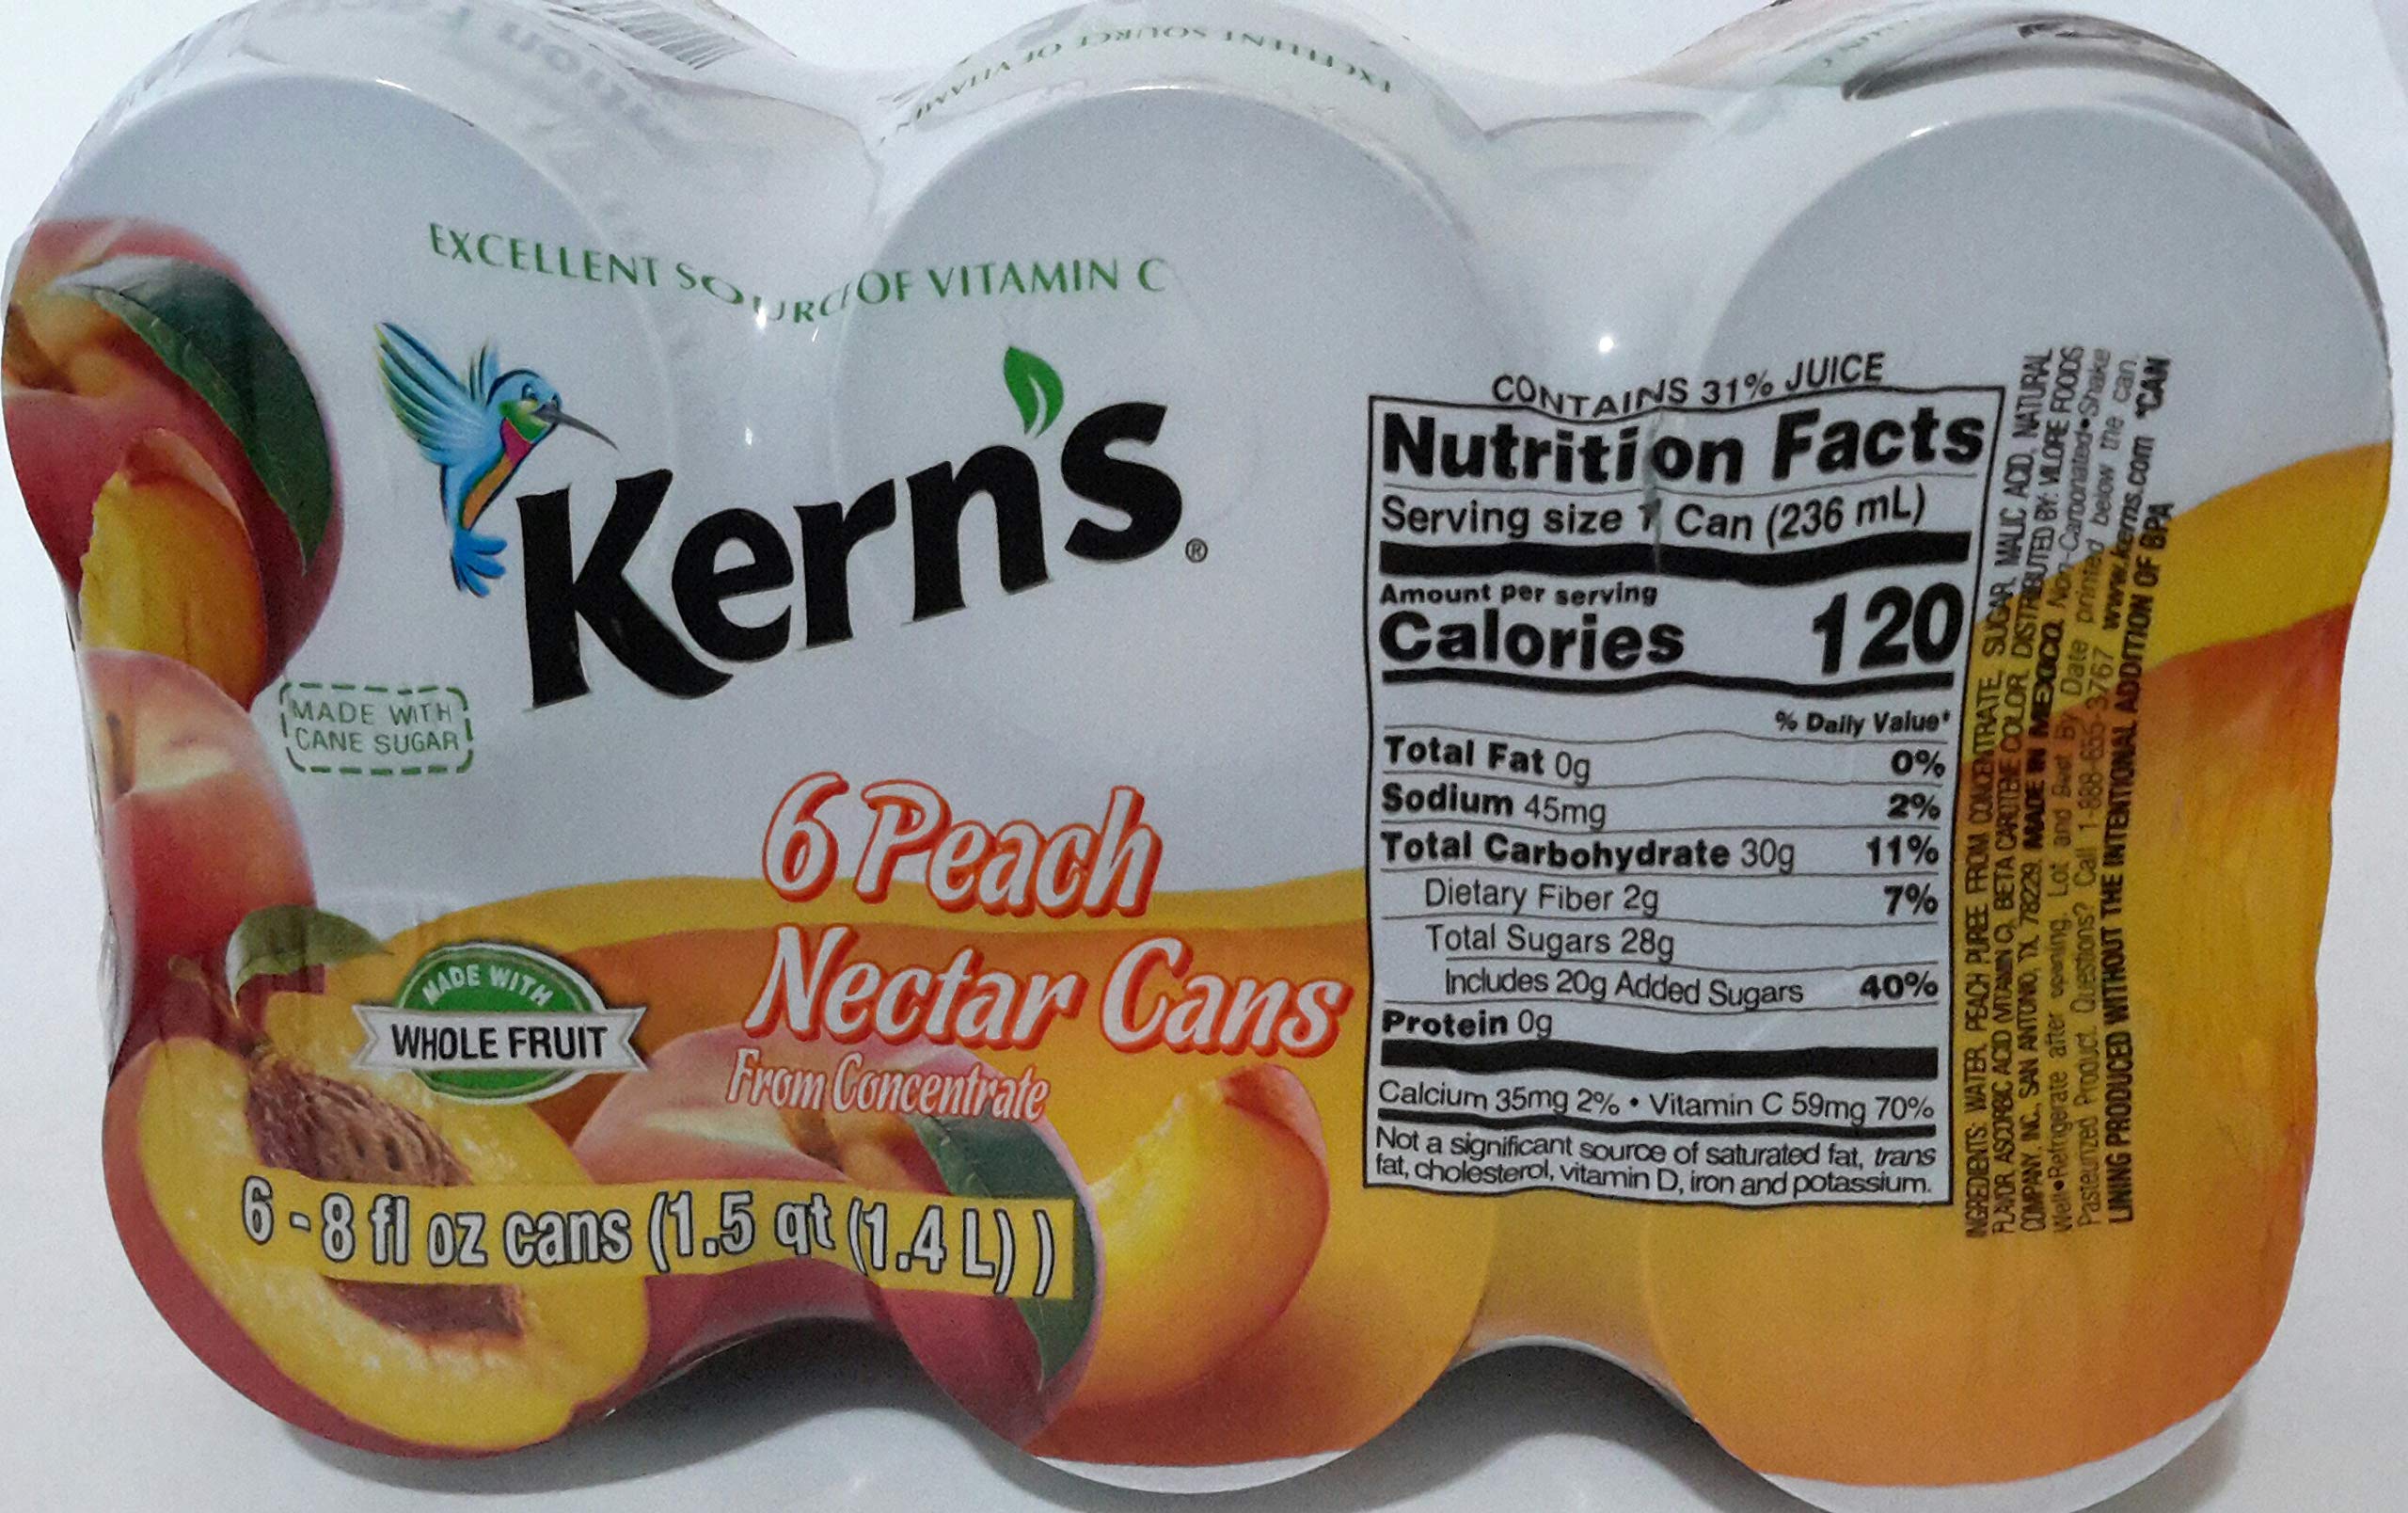 EXCELLENT SOURCE OF VITAMIN
EXCELLENT SOURCE OF VITAMIN C
Kern's®
MADE WITH
CANE SUGAR
6 Peach
Nectar Cans
From Concentrate
MADE WITH
WHOLE FRUIT
6 - 8 fl oz cans (1.5 qt (1.4 L) )
CONTAINS 31% JUICE
Nutrition Facts
Serving size 1 Can (236 mL)
Amount per serving
Calories 120
% Daily Value*
Total Fat 0g 0%
Sodium 45mg 2%
Total Carbohydrate 30g 11%
Dietary Fiber 2g 7%
Total Sugars 28g
Includes 20g Added Sugars 40%
Protein 0g
Calcium 35mg 2% • Vitamin C 59mg 70%
Not a significant source of saturated fat, trans
fat, cholesterol, vitamin D, iron and potassium.
INGREDIENTS: WATER, PEACH PUREE FROM CONCENTRATE, SUGAR, MALIC ACID, NATURAL
FLAVOR, ASCORBIC ACID (VITAMIN C), BETA CAROTENE COLOR. DISTRIBUTED BY: VILORE FOODS
COMPANY, INC., SAN ANTONIO, TX, 78229. MADE IN MEXICO. Non-Carbonated•Shake
Well•Refrigerate after opening. Lot and Best By Date printed below the can.
Pasteurized Product. Questions? Call 1-888-655-3767 www.kerns.com *CAN
LINING PRODUCED WITHOUT THE INTENTIONAL ADDITION OF BPA